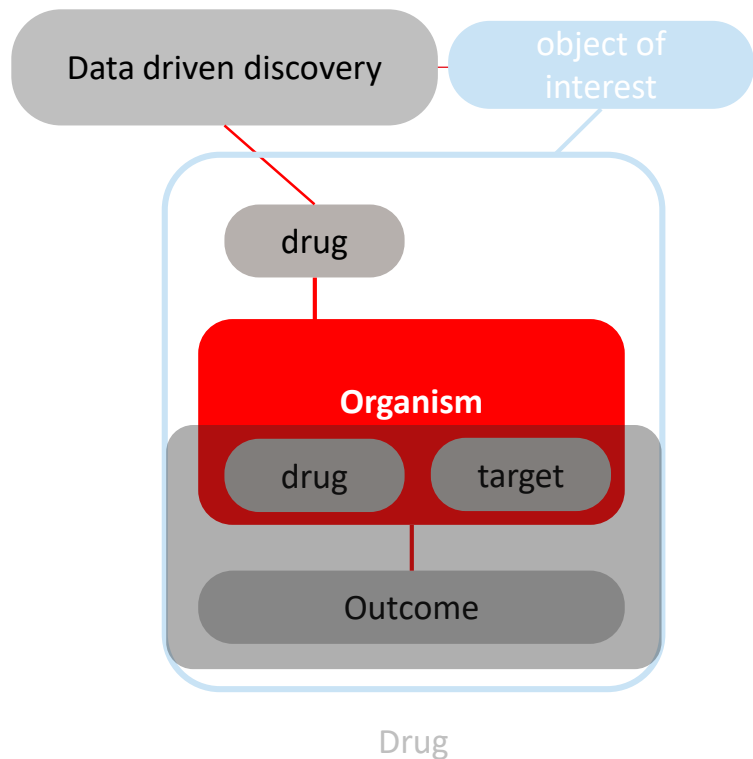 Data driven discovery
object of
interest
drug
Organism
drug
target
Outcome
Drug